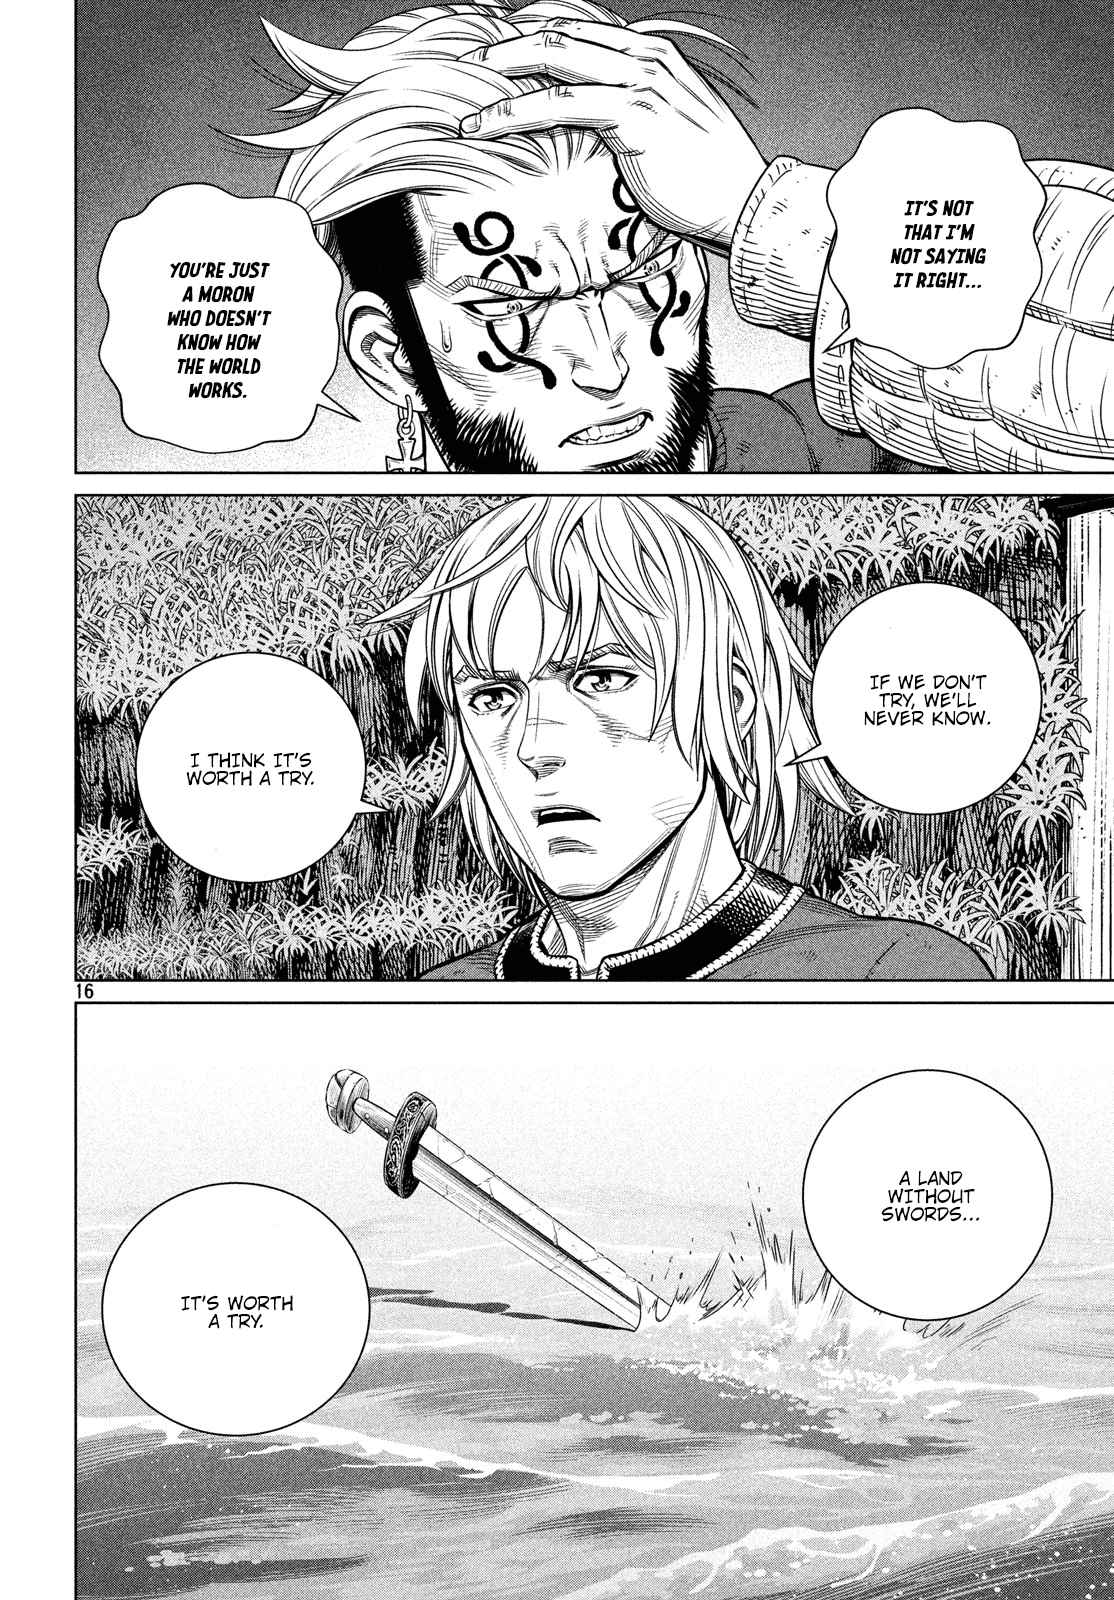 IT'S NOT
THAT I'M
NOT SAYING
IT RIGHT...
YOU'RE JUST
A MORON
WHO DOESN'T
KNOW HOW
THE WORLD
WORKS.
IF WE DON'T
TRY, WE'LL
NEVER KNOW.
I THINK IT'S
WORTH A TRY.
16
A LAND
WITHOUT
SWORDS...
IT'S WORTH
A TRY.